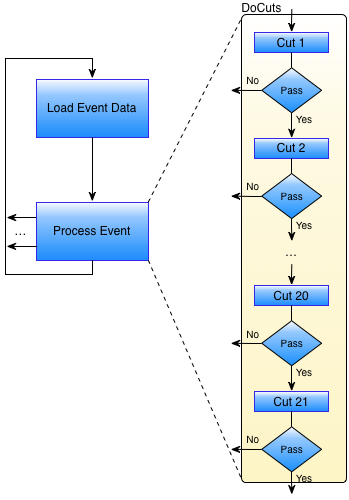 DoCuts
Cut 1
No
Pass
Yes
Load Event Data
Cut 2
No
Pass
Yes
Process Event
...
...
Cut 20
No
Pass
Yes
Cut 21
No
Pass
Yes